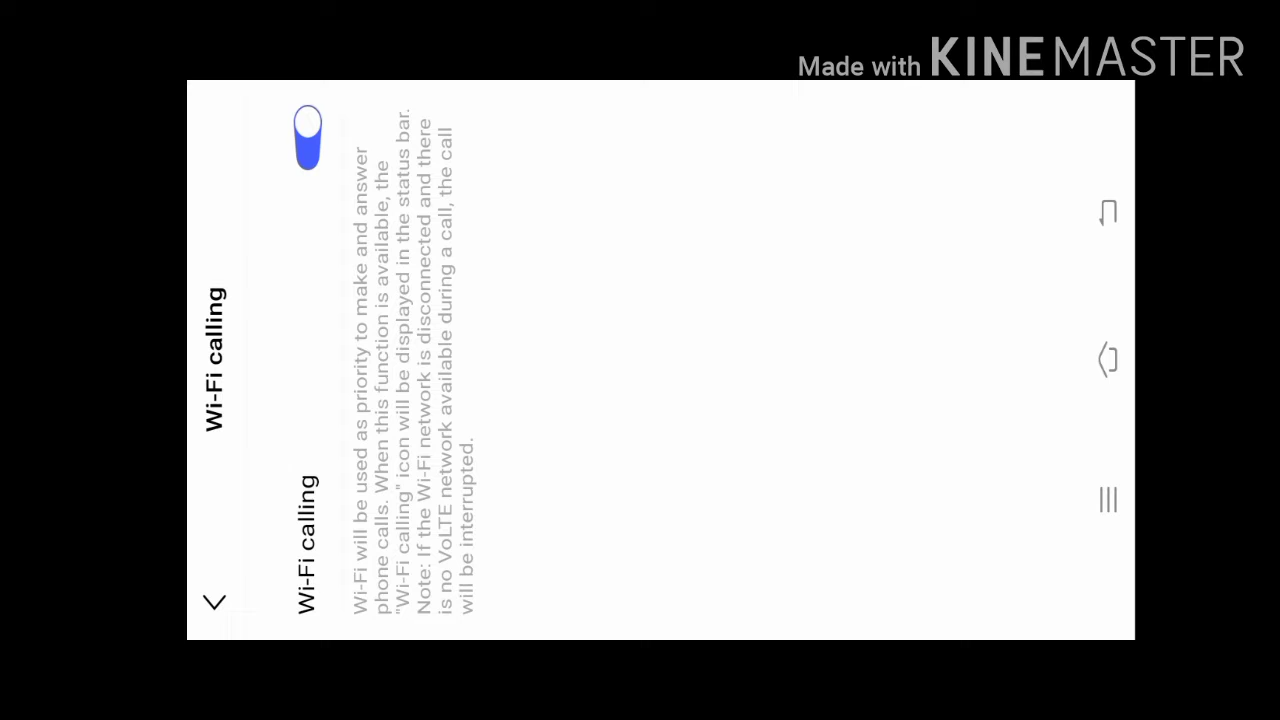 Made with KINEMASTER
Wi-Fi calling
Wi-Fi calling
Wi-Fi will be used as priority to make and answer
phone calls. When this function is available, the
"Wi-Fi calling" icon will be displayed in the status bar.
Note: If the Wi-Fi network is disconnected and there
is no VoLTE network available during a call, the call
will be interrupted.